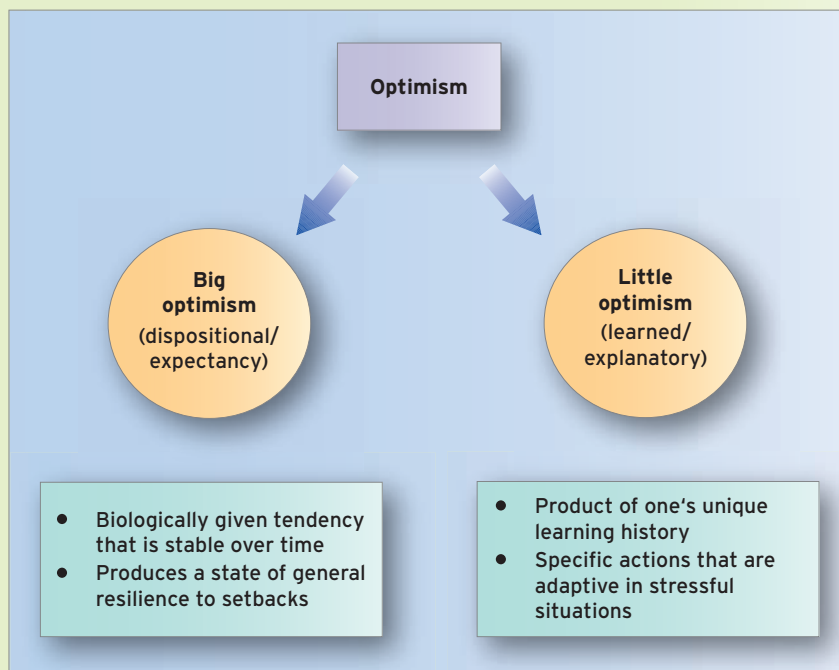 Optimism
Big
optimism
(dispositional/
expectancy)
Little
optimism
(learned/
explanatory)
• Biologically given tendency
that is stable over time
• Produces a state of general
resilience to setbacks
• Product of one‘s unique
learning history
• Specific actions that are
adaptive in stressful
situations